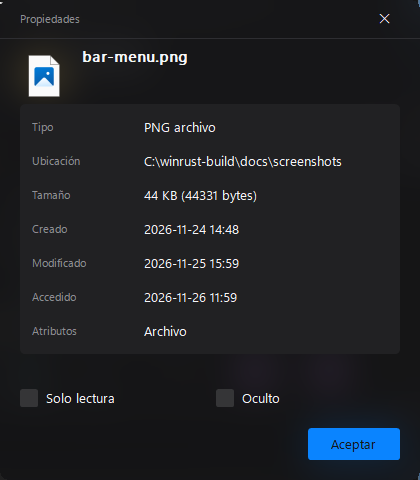 Propiedades
bar-menu.png
Tipo PNG archivo
Ubicación C:\winrust-build\docs\screenshots
Tamaño 44 KB (44331 bytes)
Creado 2026-11-24 14:48
Modificado 2026-11-25 15:59
Accedido 2026-11-26 11:59
Atributos Archivo
Solo lectura Oculto
Aceptar